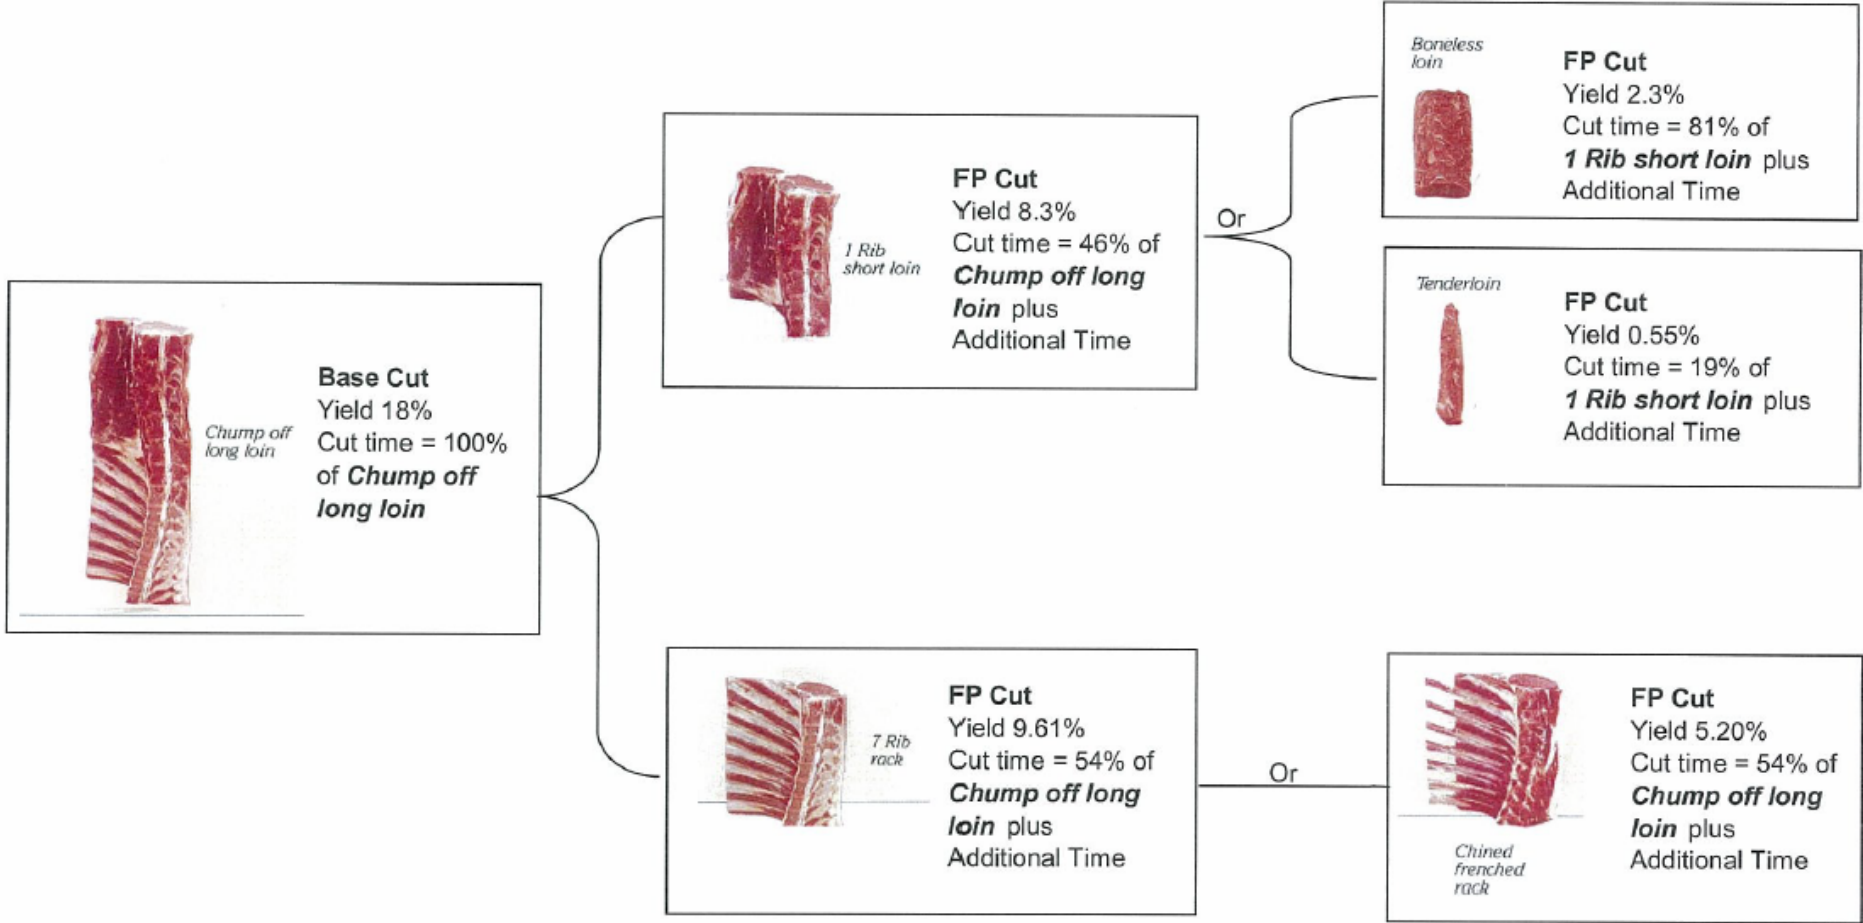 Chump off
long loin
Base Cut
Yield 18%
Cut time = 100%
of Chump off
long loin
1 Rib
short loin
FP Cut
Yield 8.3%
Cut time = 46% of
Chump off long
loin plus
Additional Time
Or
Boneless
loin
FP Cut
Yield 2.3%
Cut time = 81% of
1 Rib short loin plus
Additional Time
Tenderloin
FP Cut
Yield 0.55%
Cut time = 19% of
1 Rib short loin plus
Additional Time
7 Rib
rack
FP Cut
Yield 9.61%
Cut time = 54% of
Chump off long
loin plus
Additional Time
Or
Chined
frenched
rack
FP Cut
Yield 5.20%
Cut time = 54% of
Chump off long
loin plus
Additional Time